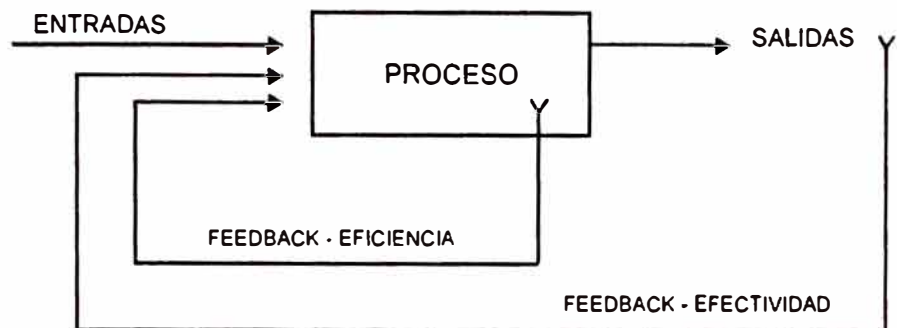 ENTRADAS
SALIDAS
PROCESO
FEEDBACK - EFICIENCIA
FEEDBACK - EFECTIVIDAD